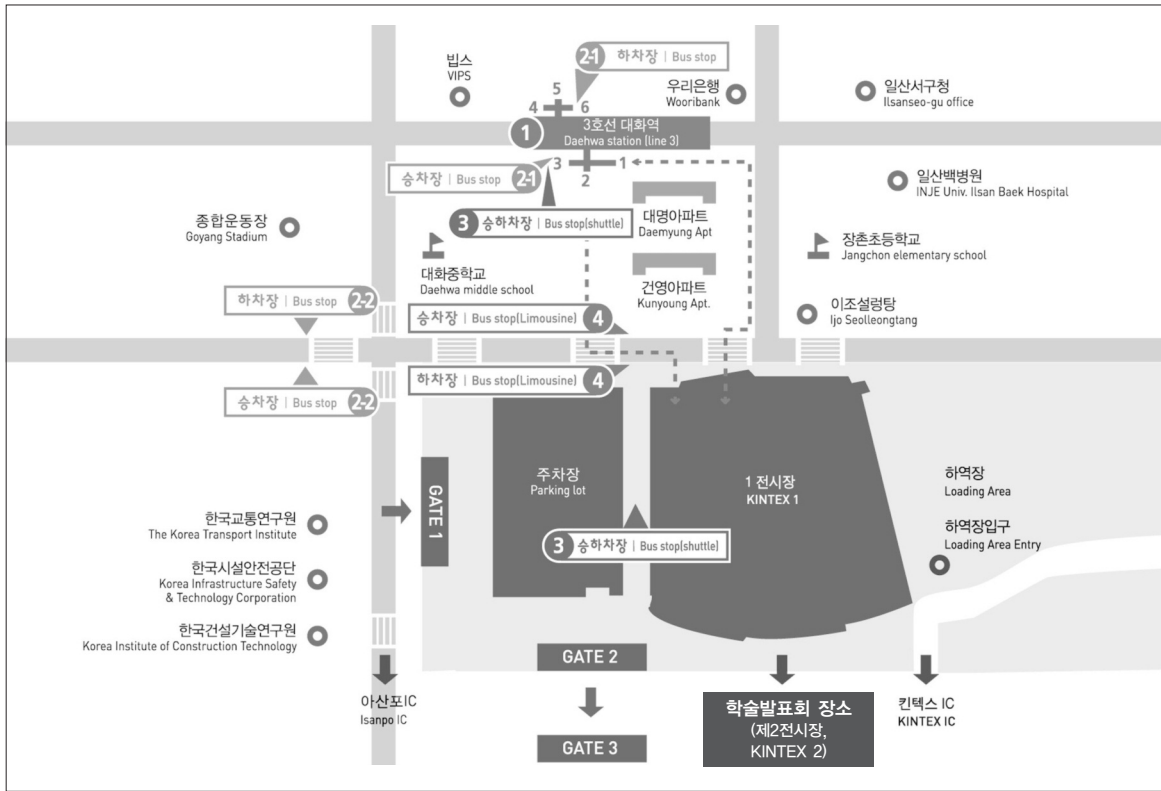 2-1 하차장 | Bus stop
빕스
VIPS
우리은행
Wooribank
일산서구청
Ilsanseo-gu office
5
4 6
1
3호선 대화역
Daehwa station (line 3)
승차장 | Bus stop 2-1
3 1
2
일산백병원
INJE Univ. Ilsan Baek Hospital
종합운동장
Goyang Stadium
3 승하차장 | Bus stop(shuttle)
대명아파트
Daemyung Apt
장촌초등학교
Jangchon elementary school
대화중학교
Daehwa middle school
건영아파트
Kunyoung Apt.
하차장 | Bus stop 2-2
승차장 | Bus stop(Limousine) 4
이조설렁탕
Ijo Seolleongtang
하차장 | Bus stop(Limousine) 4
승차장 | Bus stop 2-2
주차장
Parking lot
1 전시장
KINTEX 1
하역장
Loading Area
GATE 1
한국교통연구원
The Korea Transport Institute
하역장입구
Loading Area Entry
3 승하차장 | Bus stop(shuttle)
한국시설안전공단
Korea Infrastructure Safety
& Technology Corporation
한국건설기술연구원
Korea Institute of Construction Technology
GATE 2
아산포IC
Isanpo IC
학술발표회 장소
(제2전시장,
KINTEX 2)
킨텍스 IC
KINTEX IC
GATE 3